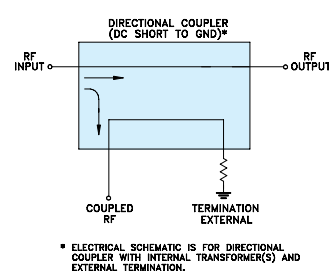 DIRECTIONAL COUPLER
(DC SHORT TO GND)*
RF
INPUT
RF
OUTPUT
COUPLED
RF
TERMINATION
EXTERNAL
* ELECTRICAL SCHEMATIC IS FOR DIRECTIONAL
COUPLER WITH INTERNAL TRANSFORMER(S) AND
EXTERNAL TERMINATION.